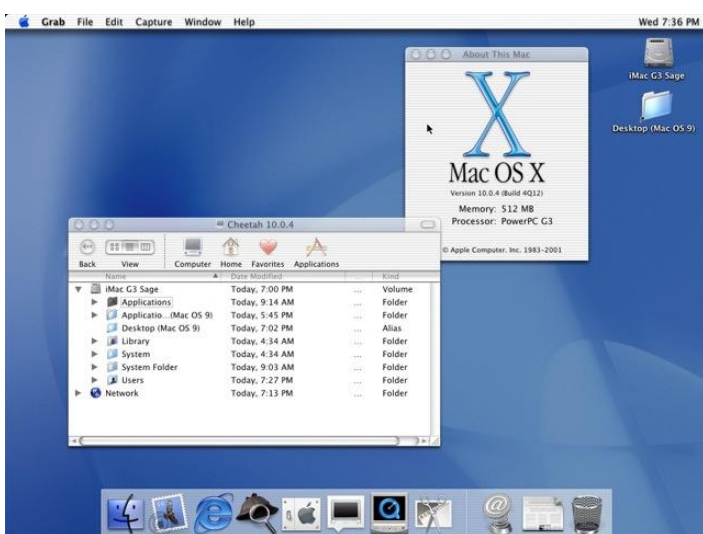 Grab File Edit Capture Window Help Wed 7:36 PM
About This Mac
iMac G3 Sage
Desktop (Mac OS 9)
Mac OS X
Version 10.0.4 (Build 4Q12)
Memory: 512 MB
Processor: PowerPC G3
© Apple Computer, Inc. 1983-2001
Cheetah 10.0.4
Back View Computer Home Favorites Applications
Name Date Modified ... Kind
iMac G3 Sage Today, 7:00 PM ... Volume
Applications Today, 9:14 AM ... Folder
Applicatio...(Mac OS 9) Today, 5:45 PM ... Folder
Desktop (Mac OS 9) Today, 7:02 PM ... Alias
Library Today, 4:34 AM ... Folder
System Today, 4:34 AM ... Folder
System Folder Today, 9:03 AM ... Folder
Users Today, 7:27 PM ... Folder
Network Today, 7:13 PM ... Folder